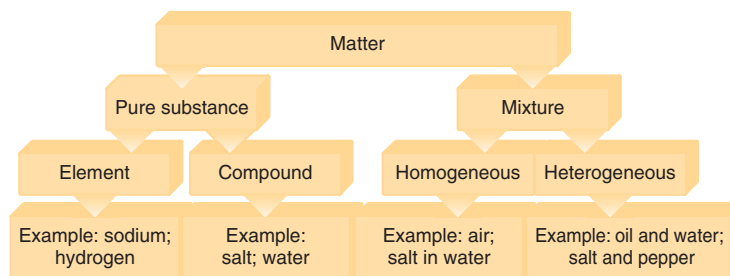 Matter
Pure substance
Mixture
Element
Compound
Homogeneous
Heterogeneous
Example: sodium;
hydrogen
Example:
salt; water
Example: air;
salt in water
Example: oil and water;
salt and pepper